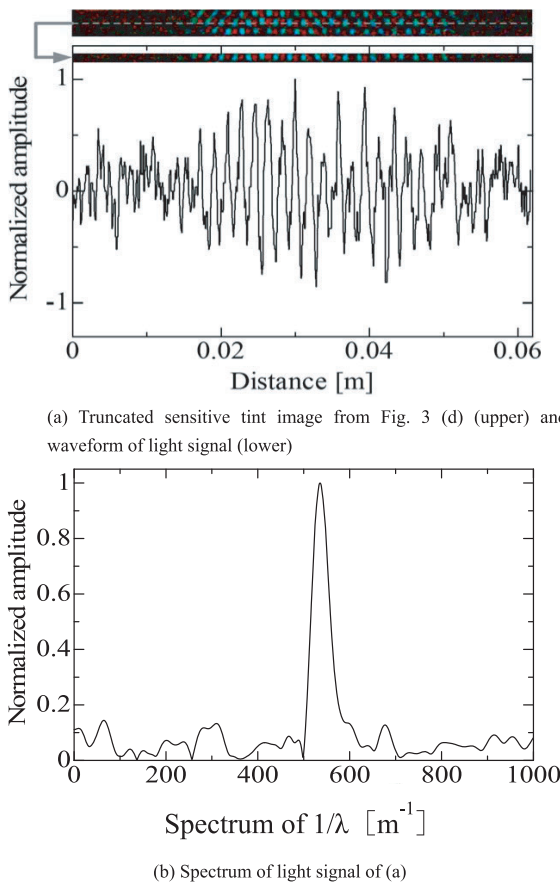 Normalized amplitude
1
0
-1
0
0.02
0.04
0.06
Distance [m]
(a) Truncated sensitive tint image from Fig. 3 (d) (upper) and
waveform of light signal (lower)
Normalized amplitude
1
0.8
0.6
0.4
0.2
0
0
200
400
600
800
1000
Spectrum of 1/λ [m⁻¹]
(b) Spectrum of light signal of (a)